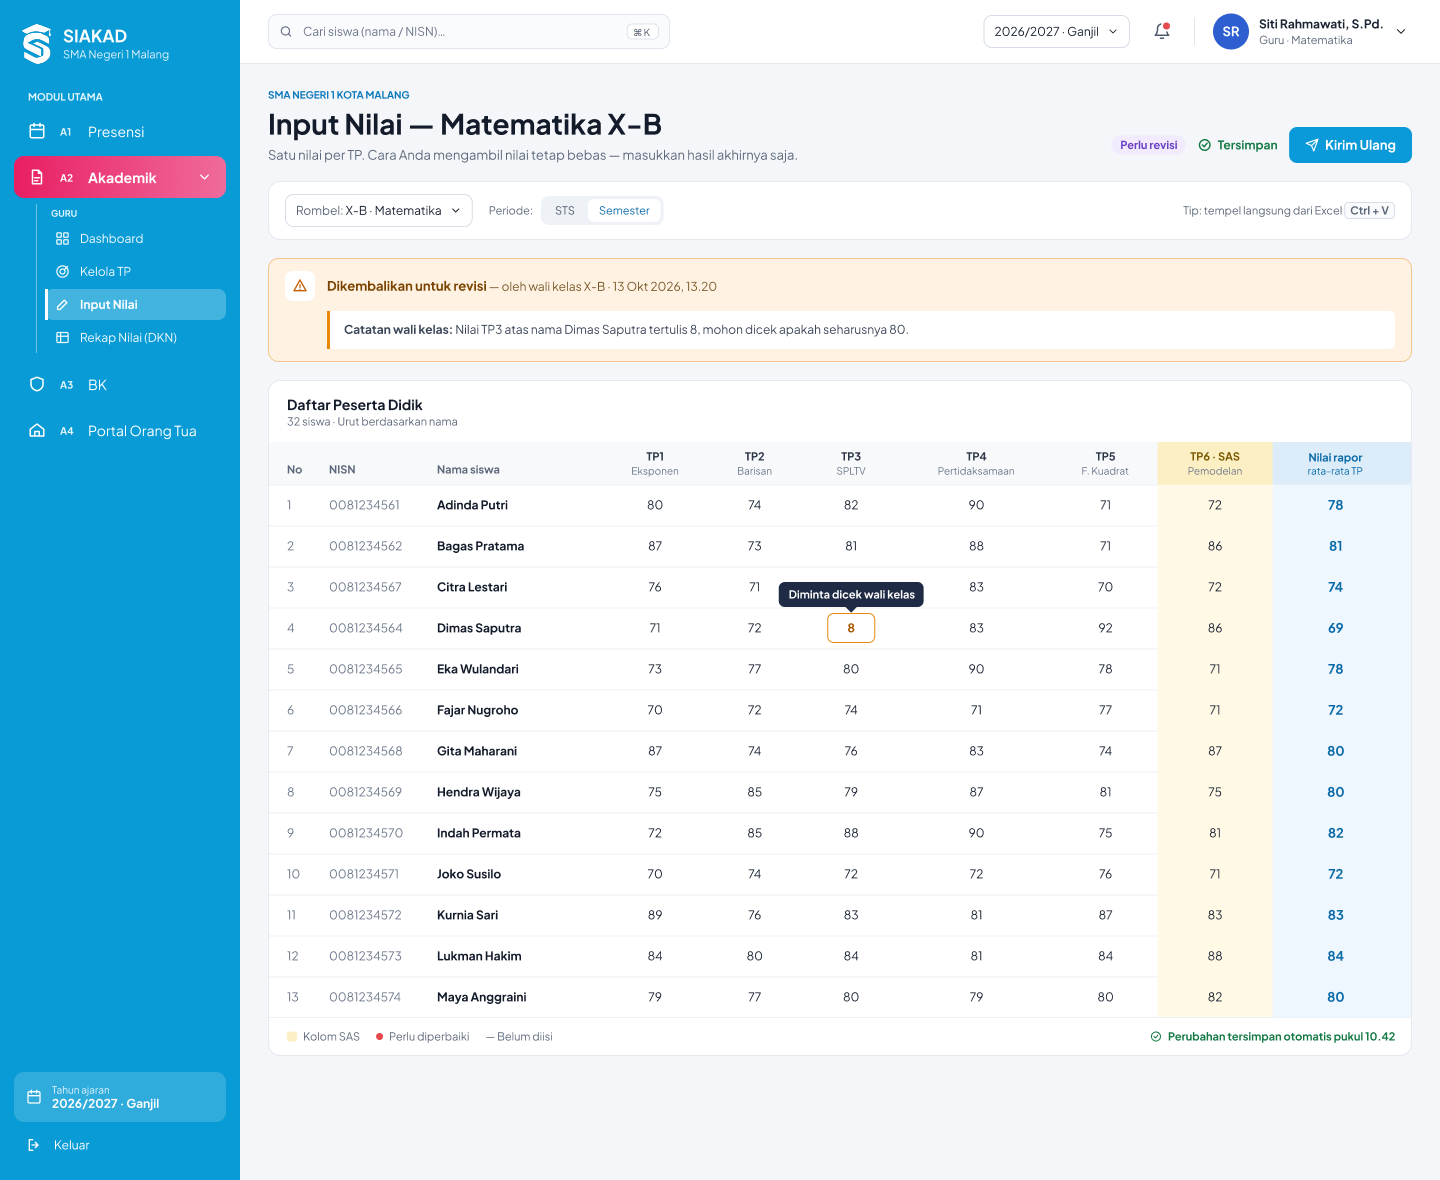 SIAKAD
SMA Negeri 1 Malang
MODUL UTAMA
A1 Presensi
A2 Akademik
GURU
Dashboard
Kelola TP
Input Nilai
Rekap Nilai (DKN)
A3 BK
A4 Portal Orang Tua
Tahun ajaran
2026/2027 · Ganjil
Keluar
Cari siswa (nama / NISN)... ⌘K
2026/2027 · Ganjil
SR
Siti Rahmawati, S.Pd.
Guru · Matematika
SMA NEGERI 1 KOTA MALANG
Input Nilai — Matematika X-B
Satu nilai per TP. Cara Anda mengambil nilai tetap bebas — masukkan hasil akhirnya saja.
Perlu revisi Tersimpan Kirim Ulang
Rombel: X-B · Matematika Periode: STS Semester Tip: tempel langsung dari Excel Ctrl + V
Dikembalikan untuk revisi — oleh wali kelas X-B · 13 Okt 2026, 13.20
Catatan wali kelas: Nilai TP3 atas nama Dimas Saputra tertulis 8, mohon dicek apakah seharusnya 80.
Daftar Peserta Didik
32 siswa · Urut berdasarkan nama
TP1 TP2 TP3 TP4 TP5 TP6 · SAS Nilai rapor
No NISN Nama siswa Eksponen Barisan SPLTV Pertidaksamaan F. Kuadrat Pemodelan rata-rata TP
1 0081234561 Adinda Putri 80 74 82 90 71 72 78
2 0081234562 Bagas Pratama 87 73 81 88 71 86 81
3 0081234567 Citra Lestari 76 71 83 70 72 74
Diminta dicek wali kelas
4 0081234564 Dimas Saputra 71 72 8 83 92 86 69
5 0081234565 Eka Wulandari 73 77 80 90 78 71 78
6 0081234566 Fajar Nugroho 70 72 74 71 77 71 72
7 0081234568 Gita Maharani 87 74 76 83 74 87 80
8 0081234569 Hendra Wijaya 75 85 79 87 81 75 80
9 0081234570 Indah Permata 72 85 88 90 75 81 82
10 0081234571 Joko Susilo 70 74 72 72 76 71 72
11 0081234572 Kurnia Sari 89 76 83 81 87 83 83
12 0081234573 Lukman Hakim 84 80 84 81 84 88 84
13 0081234574 Maya Anggraini 79 77 80 79 80 82 80
Kolom SAS Perlu diperbaiki — Belum diisi Perubahan tersimpan otomatis pukul 10.42